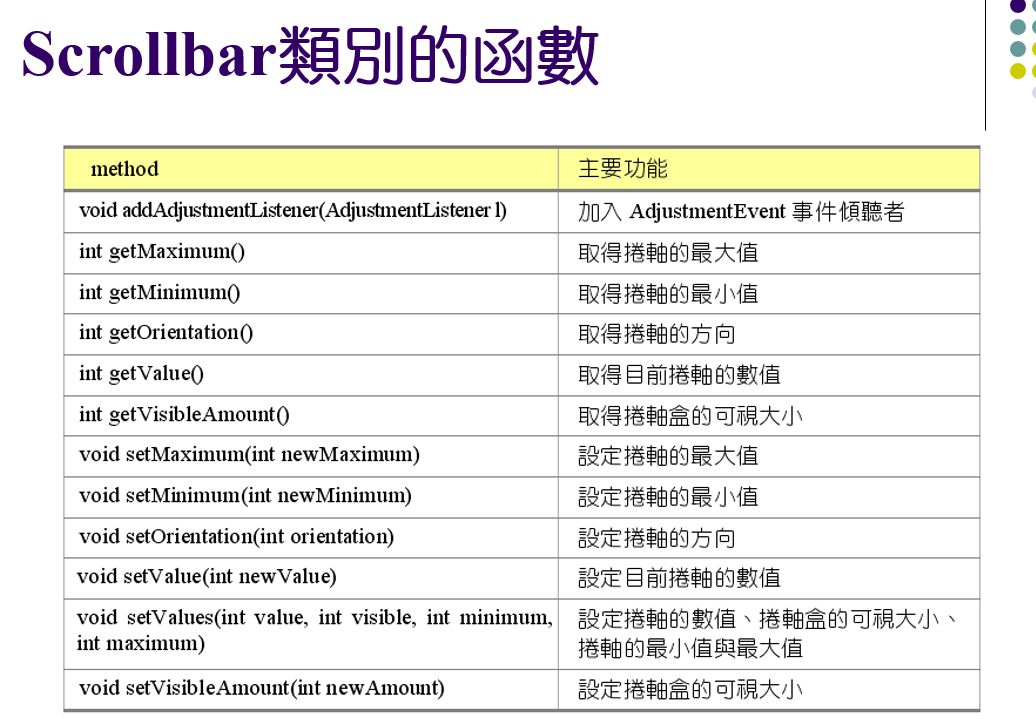 Scrollbar類別的函數
method 主要功能
void addAdjustmentListener(AdjustmentListener l) 加入 AdjustmentEvent 事件傾聽者
int getMaximum() 取得捲軸的最大值
int getMinimum() 取得捲軸的最小值
int getOrientation() 取得捲軸的方向
int getValue() 取得目前捲軸的數值
int getVisibleAmount() 取得捲軸盒的可視大小
void setMaximum(int newMaximum) 設定捲軸的最大值
void setMinimum(int newMinimum) 設定捲軸的最小值
void setOrientation(int orientation) 設定捲軸的方向
void setValue(int newValue) 設定目前捲軸的數值
void setValues(int value, int visible, int minimum, 設定捲軸的數值、捲軸盒的可視大小、
int maximum) 捲軸的最小值與最大值
void setVisibleAmount(int newAmount) 設定捲軸盒的可視大小